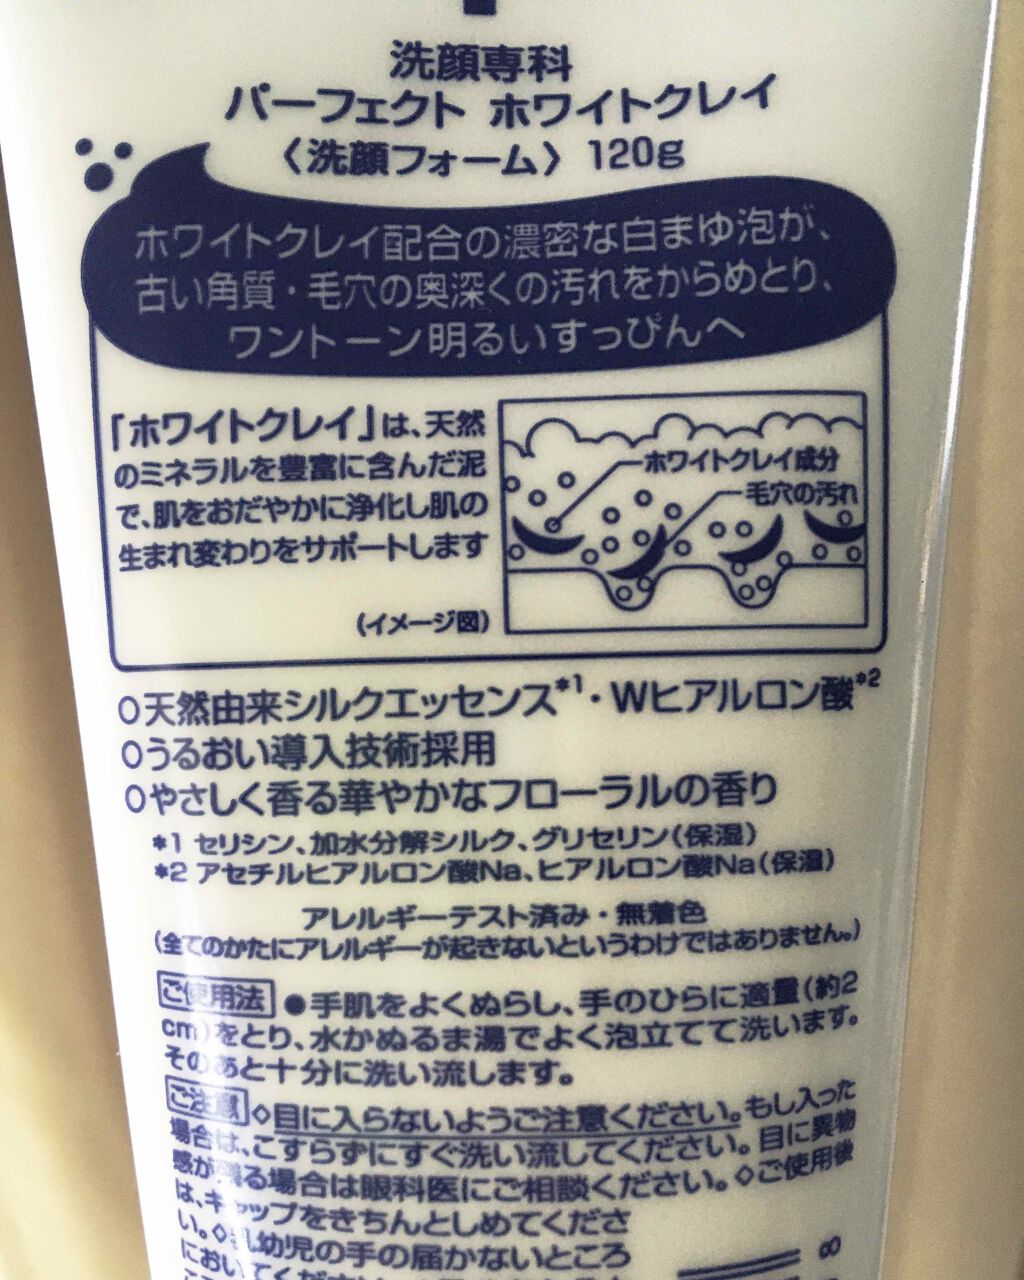 洗顔専科
パーフェクト ホワイトクレイ
〈洗顔フォーム〉 120g
ホワイトクレイ配合の濃密な白まゆ泡が、
古い角質・毛穴の奥深くの汚れをからめとり、
ワントーン明るいすっぴんへ
「ホワイトクレイ」は、天然
のミネラルを豊富に含んだ泥
で、肌をおだやかに浄化し肌の
生まれ変わりをサポートします
(イメージ図)
ホワイトクレイ成分
毛穴の汚れ
○天然由来シルクエッセンス*1・Wヒアルロン酸*2
○うるおい導入技術採用
○やさしく香る華やかなフローラルの香り
*1 セリシン、加水分解シルク、グリセリン(保湿)
*2 アセチルヒアルロン酸Na、ヒアルロン酸Na(保湿)
アレルギーテスト済み・無着色
(全てのかたにアレルギーが起きないというわけではありません。)
ご使用法 ●手肌をよくぬらし、手のひらに適量(約2
cm)をとり、水かぬるま湯でよく泡立てて洗います。
そのあと十分に洗い流します。
ご注意 ◇目に入らないようご注意ください。もし入った
場合は、こすらずにすぐ洗い流してください。目に異物
感が残る場合は眼科医にご相談ください。◇ご使用後
は、キャップをきちんとしめてくださ
い。◇乳幼児の手の届かないところ